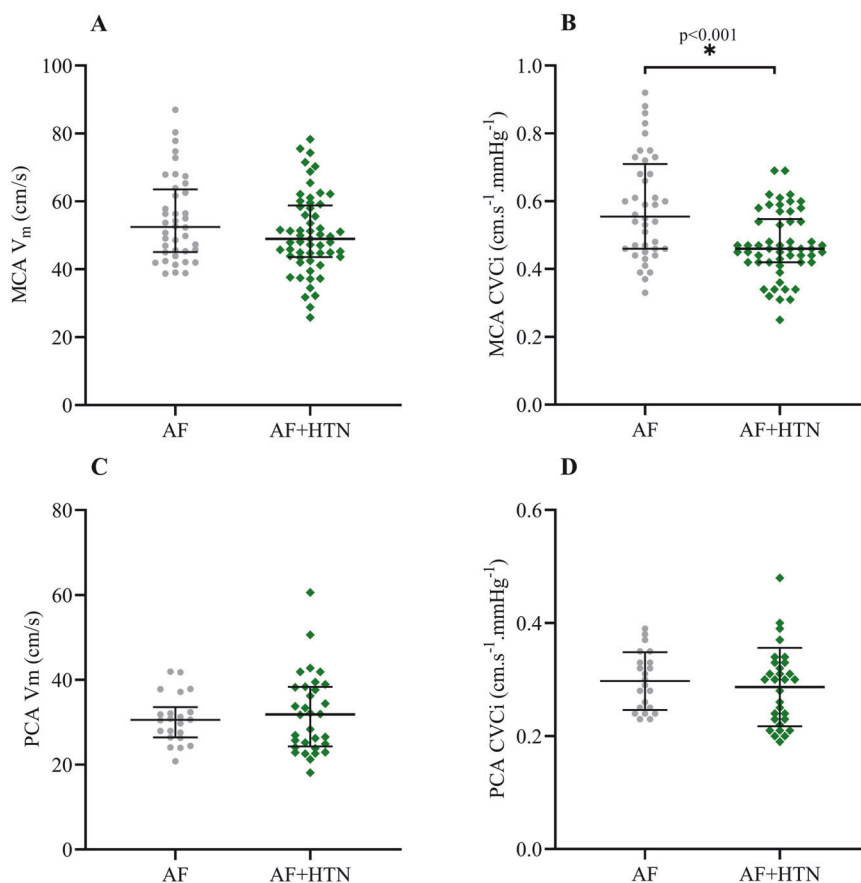 A
MCA Vm (cm/s)
100
80
60
40
20
0
AF
AF+HTN
B
p<0.001
*
MCA CVCi (cm.s-1.mmHg-1)
1.0
0.8
0.6
0.4
0.2
0.0
AF
AF+HTN
C
PCA Vm (cm/s)
80
60
40
20
0
AF
AF+HTN
D
PCA CVCi (cm.s-1.mmHg-1)
0.6
0.4
0.2
0.0
AF
AF+HTN